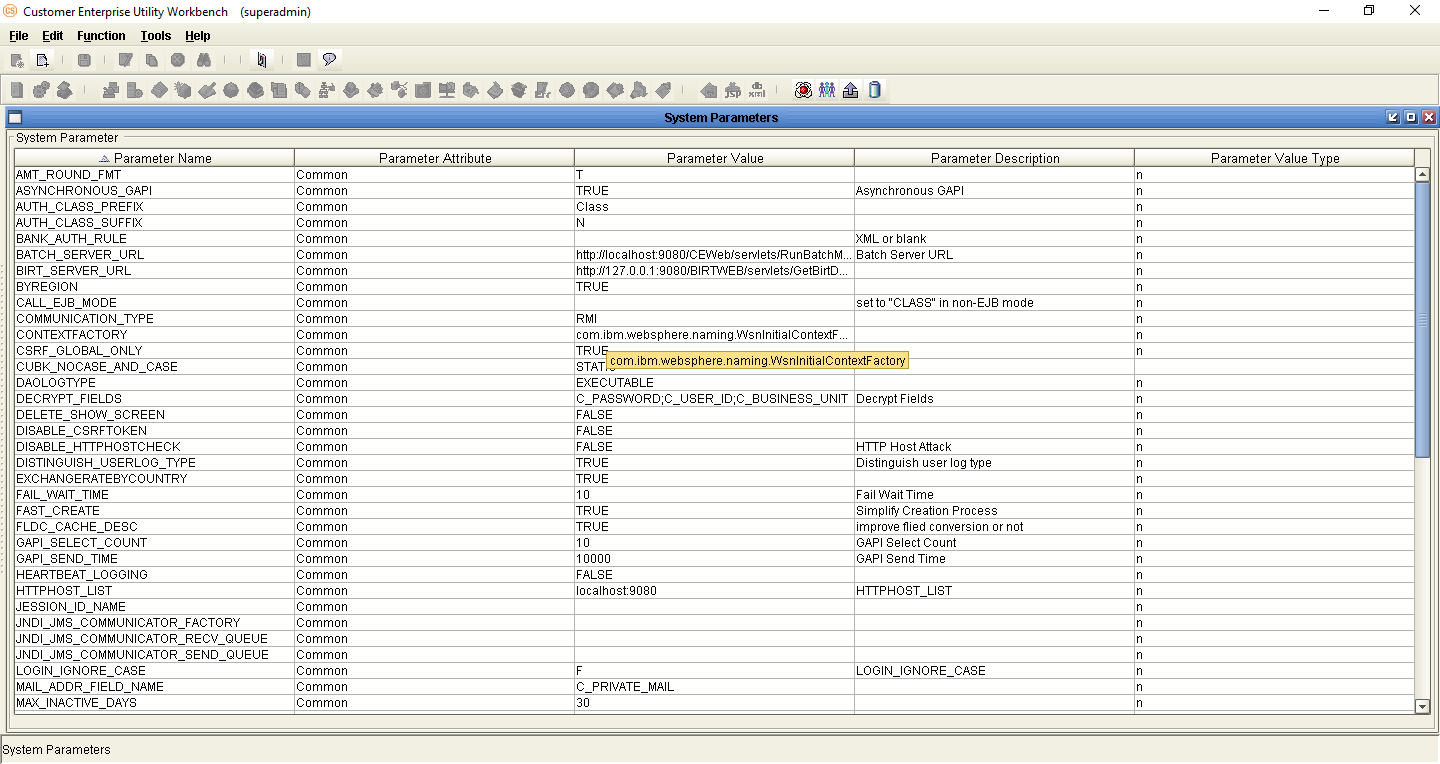 CS Customer Enterprise Utility Workbench (superadmin)
File Edit Function Tools Help
jsp xml
System Parameters
System Parameter
Parameter Name Parameter Attribute Parameter Value Parameter Description Parameter Value Type
AMT_ROUND_FMT Common T n
ASYNCHRONOUS_GAPI Common TRUE Asynchronous GAPI n
AUTH_CLASS_PREFIX Common Class n
AUTH_CLASS_SUFFIX Common N n
BANK_AUTH_RULE Common XML or blank n
BATCH_SERVER_URL Common http://localhost:9080/CEWeb/servlets/RunBatchM... Batch Server URL n
BIRT_SERVER_URL Common http://127.0.0.1:9080/BIRTWEB/servlets/GetBirtD... n
BYREGION Common TRUE n
CALL_EJB_MODE Common set to "CLASS" in non-EJB mode n
COMMUNICATION_TYPE Common RMI n
CONTEXTFACTORY Common com.ibm.websphere.naming.WsnInitialContextF... n
CSRF_GLOBAL_ONLY Common TRUE n
com.ibm.websphere.naming.WsnInitialContextFactory
CUBK_NOCASE_AND_CASE Common
DAOLOGTYPE Common EXECUTABLE n
DECRYPT_FIELDS Common C_PASSWORD;C_USER_ID;C_BUSINESS_UNIT Decrypt Fields n
DELETE_SHOW_SCREEN Common FALSE n
DISABLE_CSRFTOKEN Common FALSE n
DISABLE_HTTPHOSTCHECK Common FALSE HTTP Host Attack n
DISTINGUISH_USERLOG_TYPE Common TRUE Distinguish user log type n
EXCHANGERATEBYCOUNTRY Common TRUE n
FAIL_WAIT_TIME Common 10 Fail Wait Time n
FAST_CREATE Common TRUE Simplify Creation Process n
FLDC_CACHE_DESC Common TRUE improve flied conversion or not n
GAPI_SELECT_COUNT Common 10 GAPI Select Count n
GAPI_SEND_TIME Common 10000 GAPI Send Time n
HEARTBEAT_LOGGING Common FALSE n
HTTPHOST_LIST Common localhost:9080 HTTPHOST_LIST n
JESSION_ID_NAME Common n
JNDI_JMS_COMMUNICATOR_FACTORY Common n
JNDI_JMS_COMMUNICATOR_RECV_QUEUE Common n
JNDI_JMS_COMMUNICATOR_SEND_QUEUE Common n
LOGIN_IGNORE_CASE Common F LOGIN_IGNORE_CASE n
MAIL_ADDR_FIELD_NAME Common C_PRIVATE_MAIL n
MAX_INACTIVE_DAYS Common 30 n
System Parameters